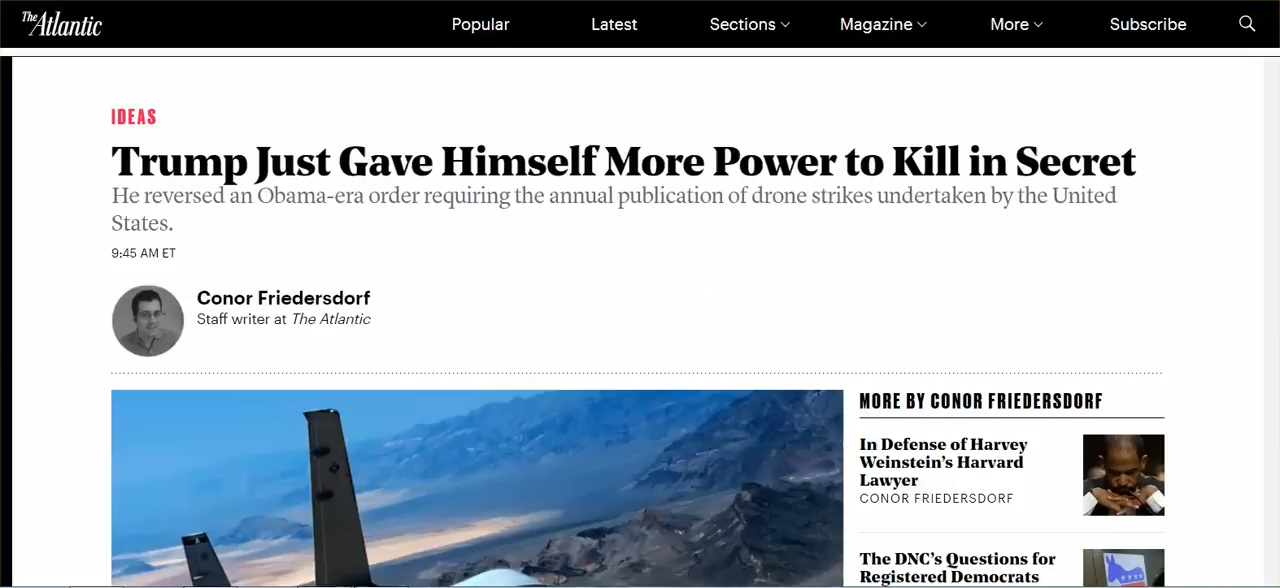 The Atlantic
Popular Latest Sections Magazine More Subscribe
IDEAS
Trump Just Gave Himself More Power to Kill in Secret
He reversed an Obama-era order requiring the annual publication of drone strikes undertaken by the United
States.
9:45 AM ET
Conor Friedersdorf
Staff writer at The Atlantic
MORE BY CONOR FRIEDERSDORF
In Defense of Harvey
Weinstein's Harvard
Lawyer
CONOR FRIEDERSDORF
The DNC's Questions for
Registered Democrats